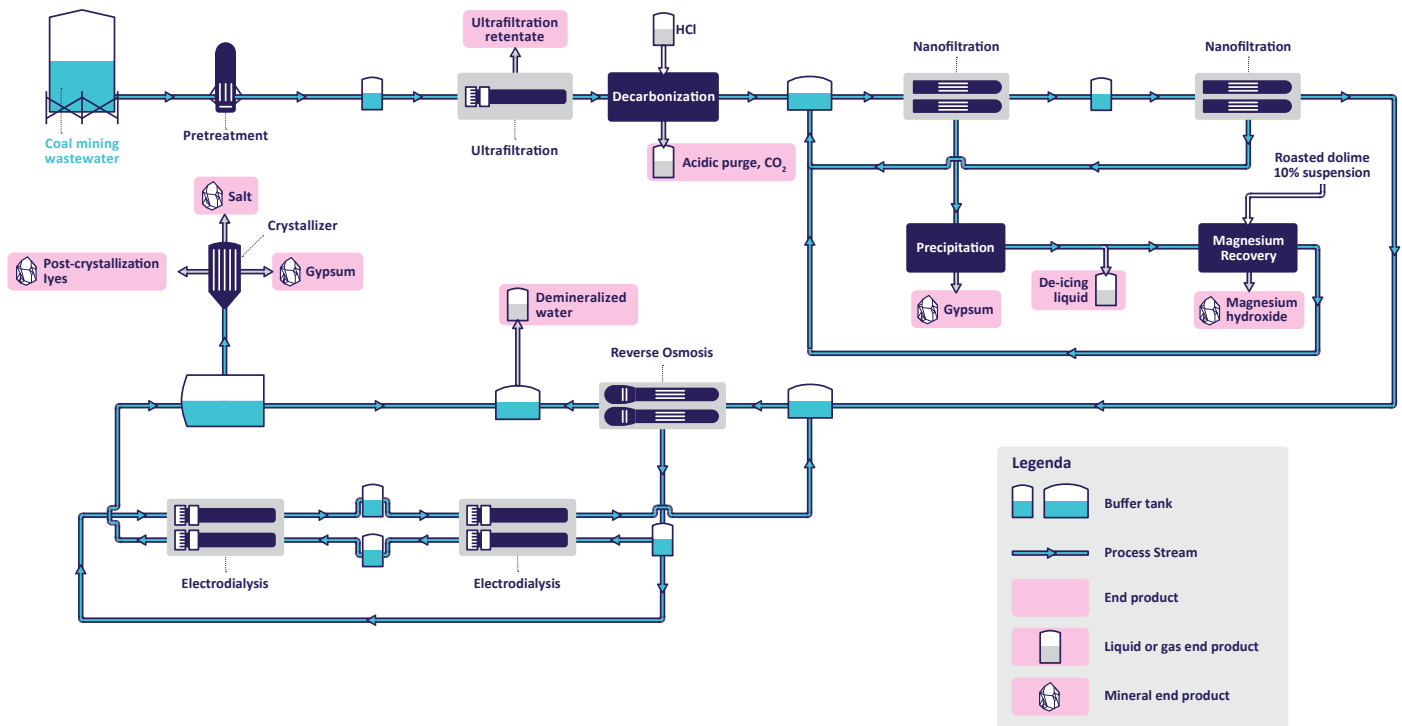 Ultrafiltration
retentate
HCl
Nanofiltration
Nanofiltration
Decarbonization
Pretreatment
Coal mining
wastewater
Ultrafiltration
Acidic purge, CO₂
Roasted dolime
10% suspension
Salt
Crystallizer
Precipitation
Magnesium
Recovery
Post-crystallization
lyes
Gypsum
De-icing
liquid
Demineralized
water
Gypsum
Magnesium
hydroxide
Reverse Osmosis
Electrodialysis
Electrodialysis
Legenda
Buffer tank
Process Stream
End product
Liquid or gas end product
Mineral end product